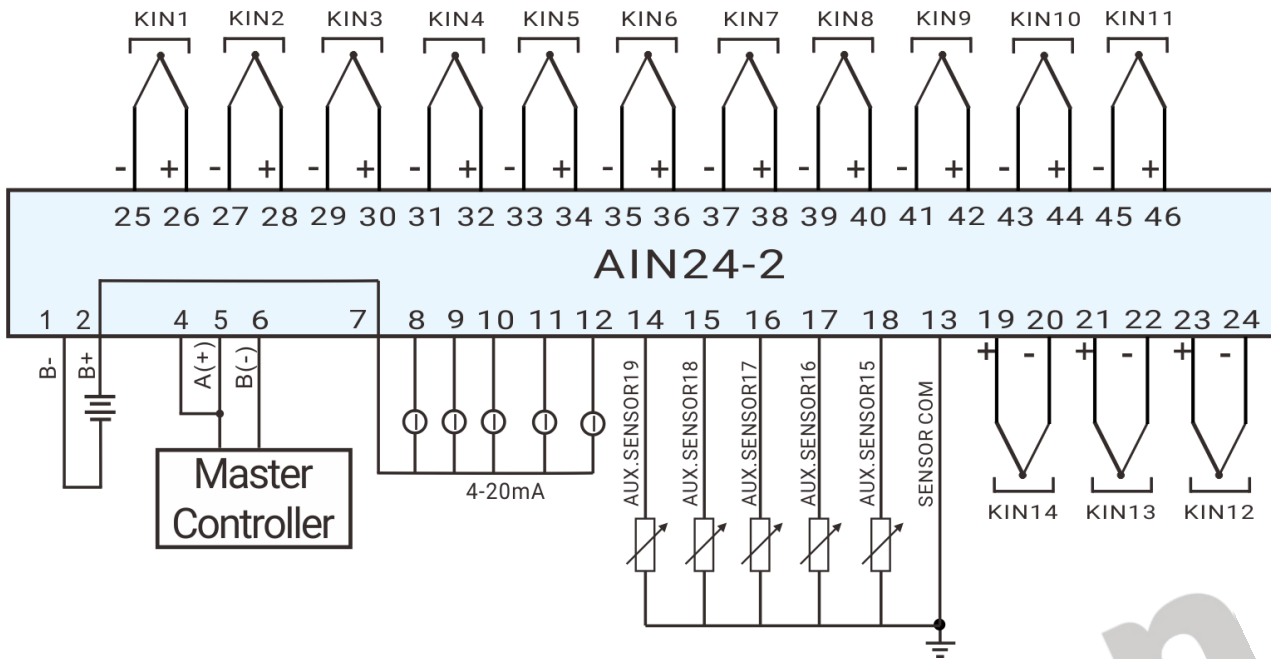 KIN1 KIN2 KIN3 KIN4 KIN5 KIN6 KIN7 KIN8 KIN9 KIN10 KIN11
- + - + - + - + - + - + - + - + - + - + - +
25 26 27 28 29 30 31 32 33 34 35 36 37 38 39 40 41 42 43 44 45 46
AIN24-2
1 2 4 5 6 7 8 9 10 11 12 14 15 16 17 18 13 19 20 21 22 23 24
B-
B+
A(+)
B(-)
+ - + - + -
AUX.SENSOR19
AUX.SENSOR18
AUX.SENSOR17
AUX.SENSOR16
AUX.SENSOR15
SENSOR COM
Master
Controller
4-20mA
KIN14 KIN13 KIN12